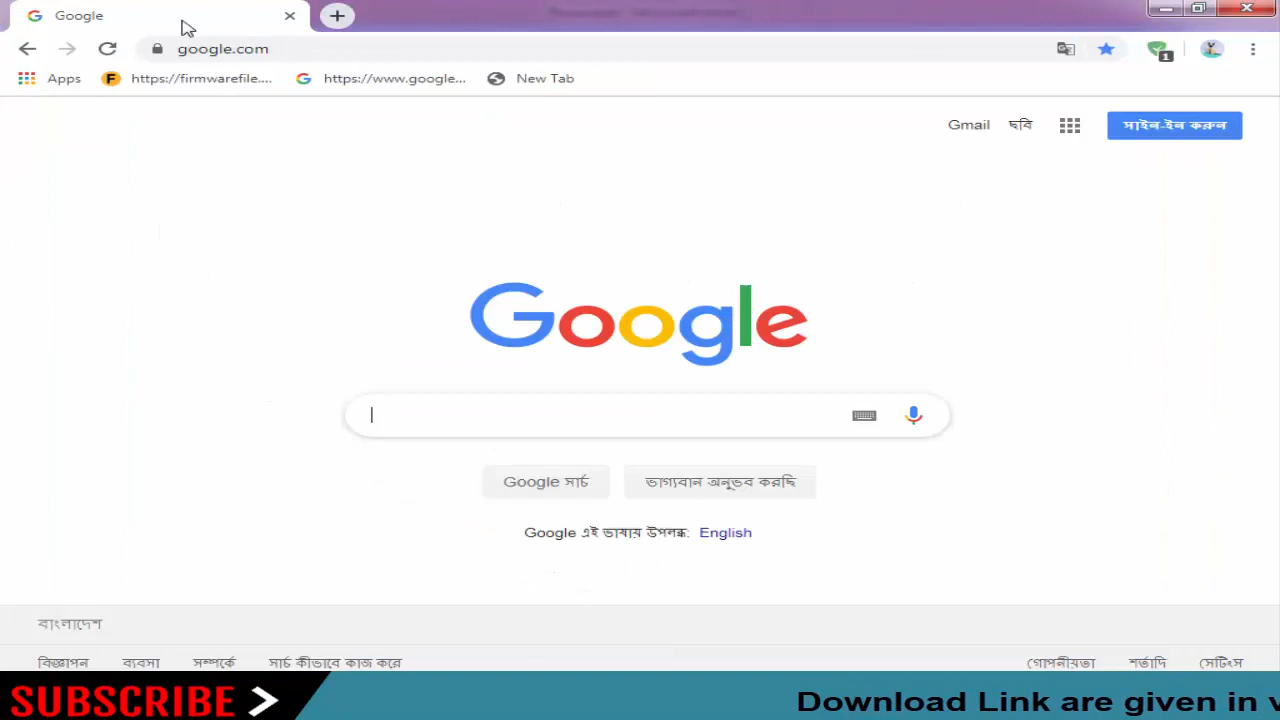 Google
google.com
Apps https://firmwarefile.... https://www.google... New Tab
Gmail ছবি সাইন-ইন করুন
Google
Google সার্চ ভাগ্যবান অনুভব করছি
Google এই ভাষায় উপলব্ধ: English
বাংলাদেশ
বিজ্ঞাপন ব্যবসা সম্পর্কে সার্চ কীভাবে কাজ করে গোপনীয়তা শর্তাদি সেটিংস
SUBSCRIBE Download Link are given in v